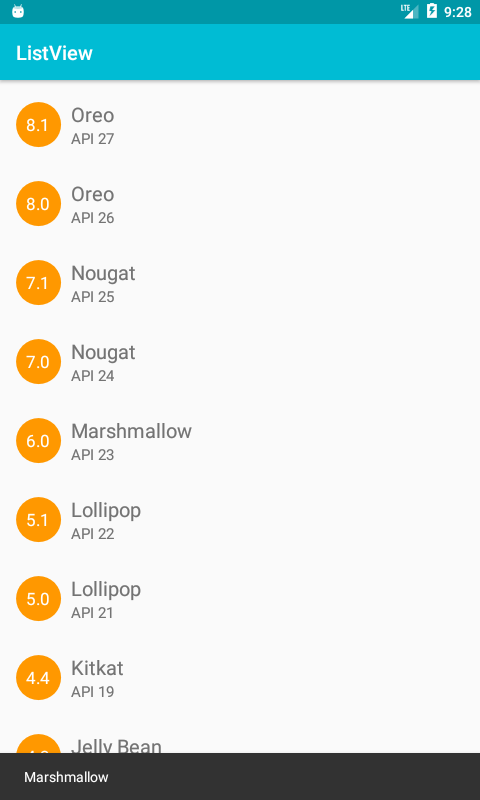 LTE 9:28
ListView
8.1 Oreo
API 27
8.0 Oreo
API 26
7.1 Nougat
API 25
7.0 Nougat
API 24
6.0 Marshmallow
API 23
5.1 Lollipop
API 22
5.0 Lollipop
API 21
4.4 Kitkat
API 19
Jelly Bean
Marshmallow